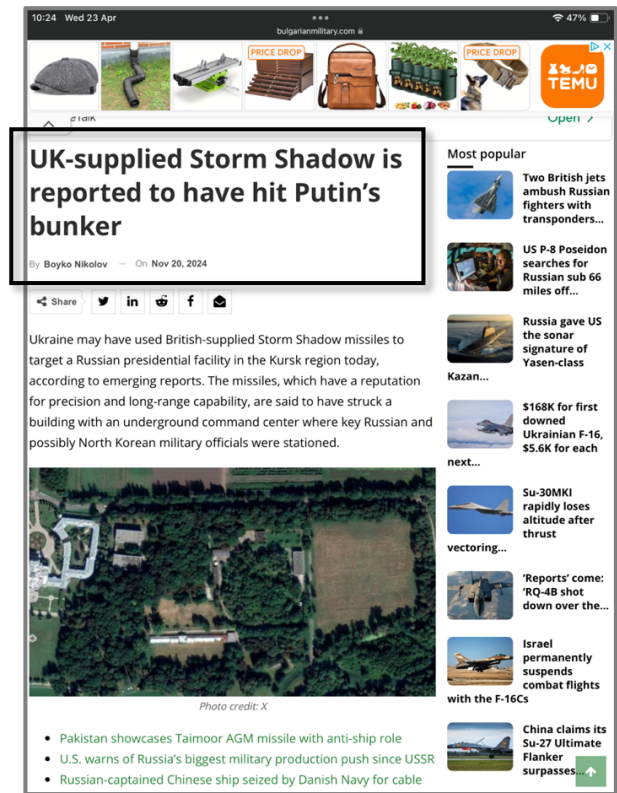 10:24 Wed 23 Apr
47%
bulgarianmilitary.com
PRICE DROP
PRICE DROP
TEMU
eTalk
Open
UK-supplied Storm Shadow is
reported to have hit Putin's
bunker
By Boyko Nikolov — On Nov 20, 2024
Share
Ukraine may have used British-supplied Storm Shadow missiles to
target a Russian presidential facility in the Kursk region today,
according to emerging reports. The missiles, which have a reputation
for precision and long-range capability, are said to have struck a
building with an underground command center where key Russian and
possibly North Korean military officials were stationed.
Photo credit: X
• Pakistan showcases Taimoor AGM missile with anti-ship role
• U.S. warns of Russia's biggest military production push since USSR
• Russian-captained Chinese ship seized by Danish Navy for cable
Most popular
Two British jets
ambush Russian
fighters with
transponders...
US P-8 Poseidon
searches for
Russian sub 66
miles off...
Russia gave US
the sonar
signature of
Yasen-class
Kazan...
$168K for first
downed
Ukrainian F-16,
$5.6K for each
next...
Su-30MKI
rapidly loses
altitude after
thrust
vectoring...
'Reports' come:
'RQ-4B shot
down over the...
Israel
permanently
suspends
combat flights
with the F-16Cs
China claims its
Su-27 Ultimate
Flanker
surpasses...